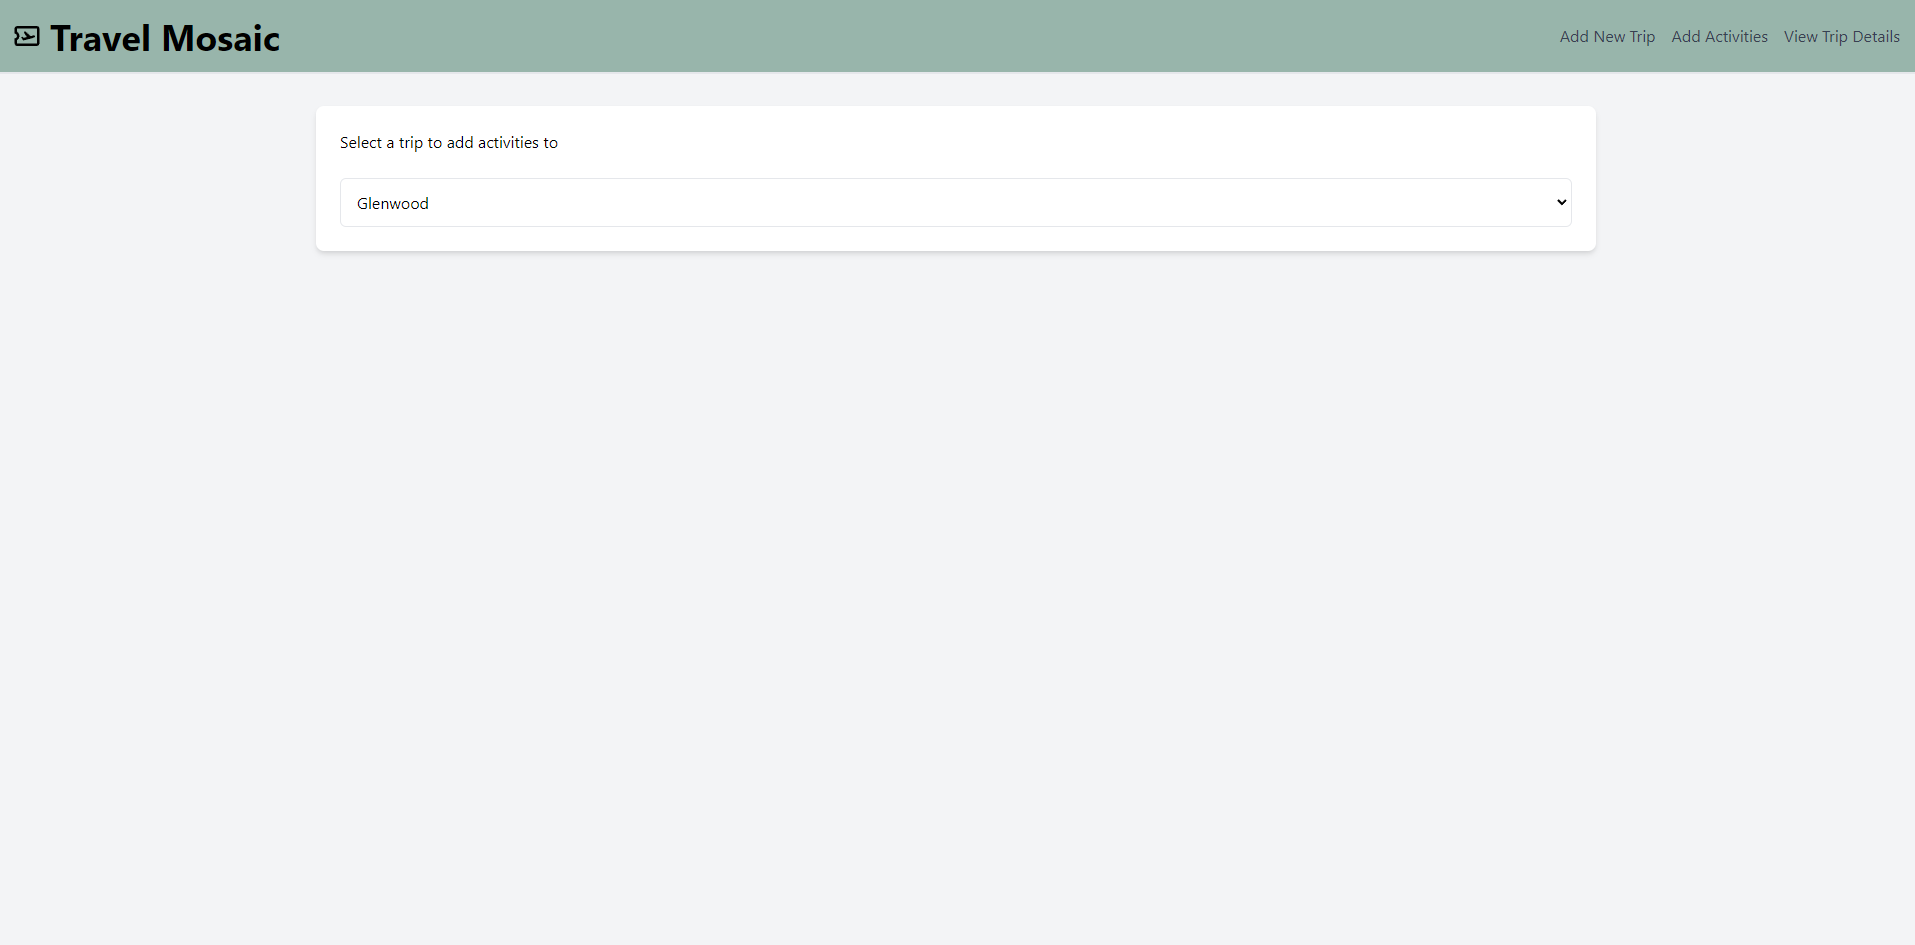 Travel Mosaic
Add New Trip Add Activities View Trip Details
Select a trip to add activities to
Glenwood